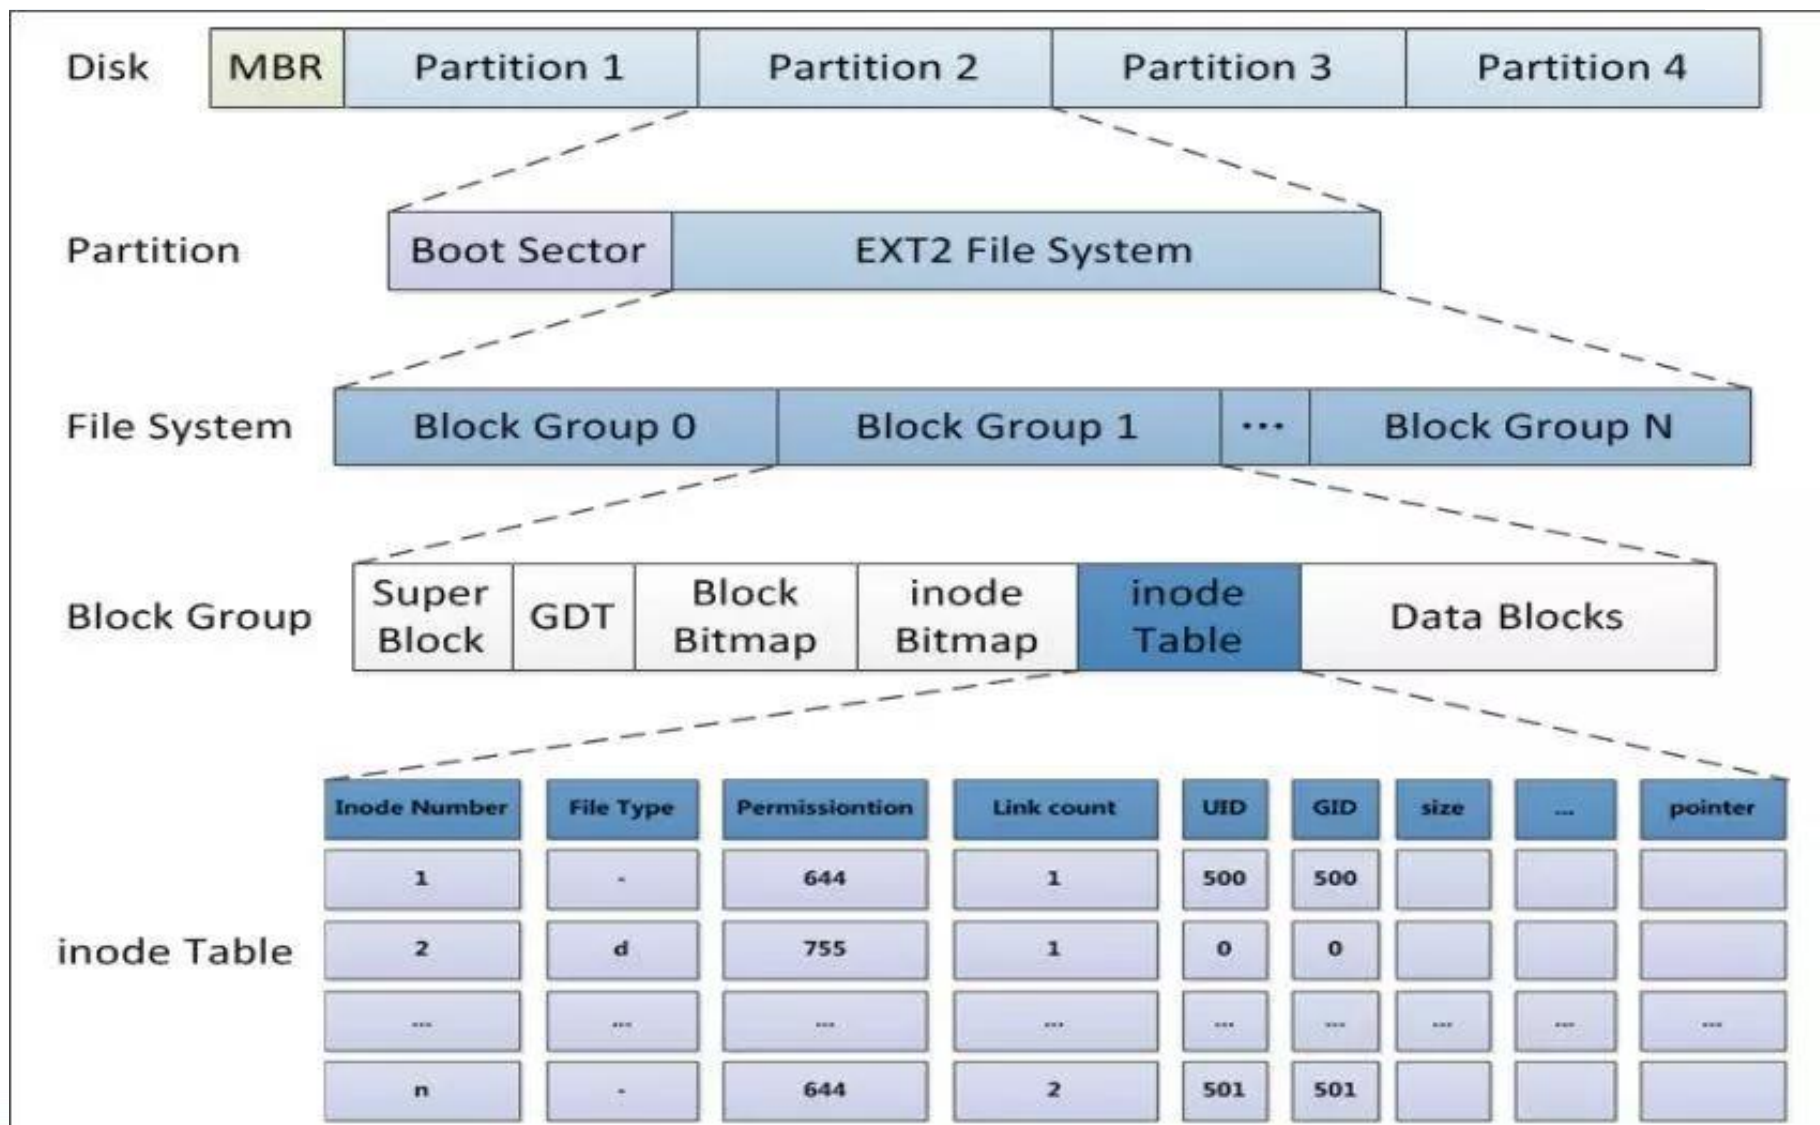 Disk MBR Partition 1 Partition 2 Partition 3 Partition 4
Partition Boot Sector EXT2 File System
File System Block Group 0 Block Group 1 ... Block Group N
Block Group Super Block GDT Block Bitmap inode Bitmap inode Table Data Blocks
Inode Number File Type Permissiontion Link count UID GID size ... pointer
1 - 644 1 500 500
inode Table
2 d 755 1 0 0
... ... ... ... ... ... ... ... ...
n - 644 2 501 501